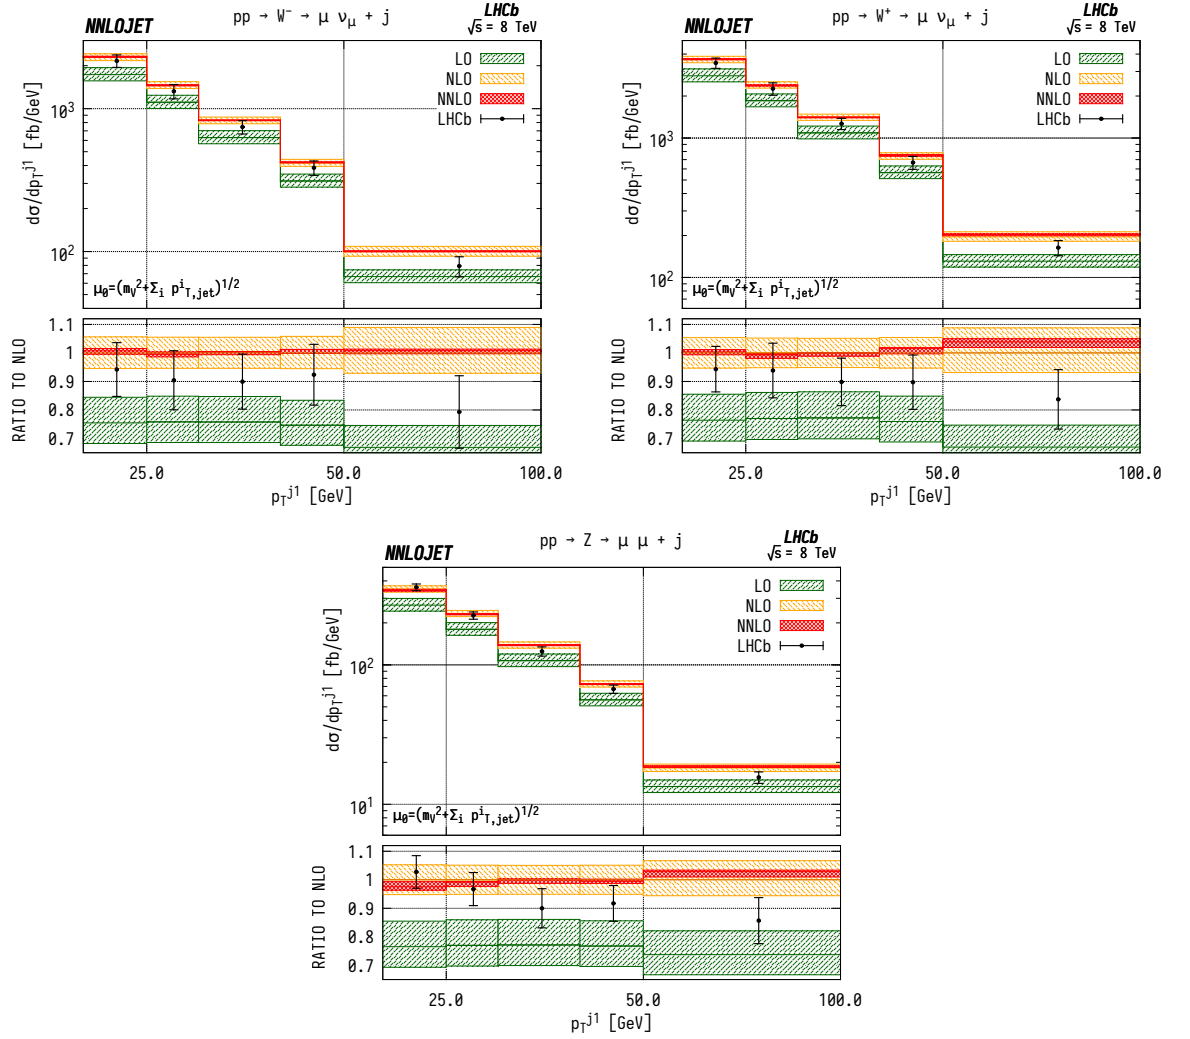 pp → W⁻ → μ ν_μ + j
NNLOJET
LHCb
√s = 8 TeV
LO
NLO
NNLO
LHCb
dσ/dp_T^j1 [fb/GeV]
10³
10²
μ₀=(m_V²+Σ_i p^i_T,jet)^1/2
RATIO TO NLO
1.1
1
0.9
0.8
0.7
25.0 50.0 100.0
p_T^j1 [GeV]
pp → W⁺ → μ ν_μ + j
NNLOJET
LHCb
√s = 8 TeV
LO
NLO
NNLO
LHCb
dσ/dp_T^j1 [fb/GeV]
10³
10²
μ₀=(m_V²+Σ_i p^i_T,jet)^1/2
RATIO TO NLO
1.1
1
0.9
0.8
0.7
25.0 50.0 100.0
p_T^j1 [GeV]
pp → Z → μ μ + j
NNLOJET
LHCb
√s = 8 TeV
LO
NLO
NNLO
LHCb
dσ/dp_T^j1 [fb/GeV]
10²
10¹
μ₀=(m_V²+Σ_i p^i_T,jet)^1/2
RATIO TO NLO
1.1
1
0.9
0.8
0.7
25.0 50.0 100.0
p_T^j1 [GeV]